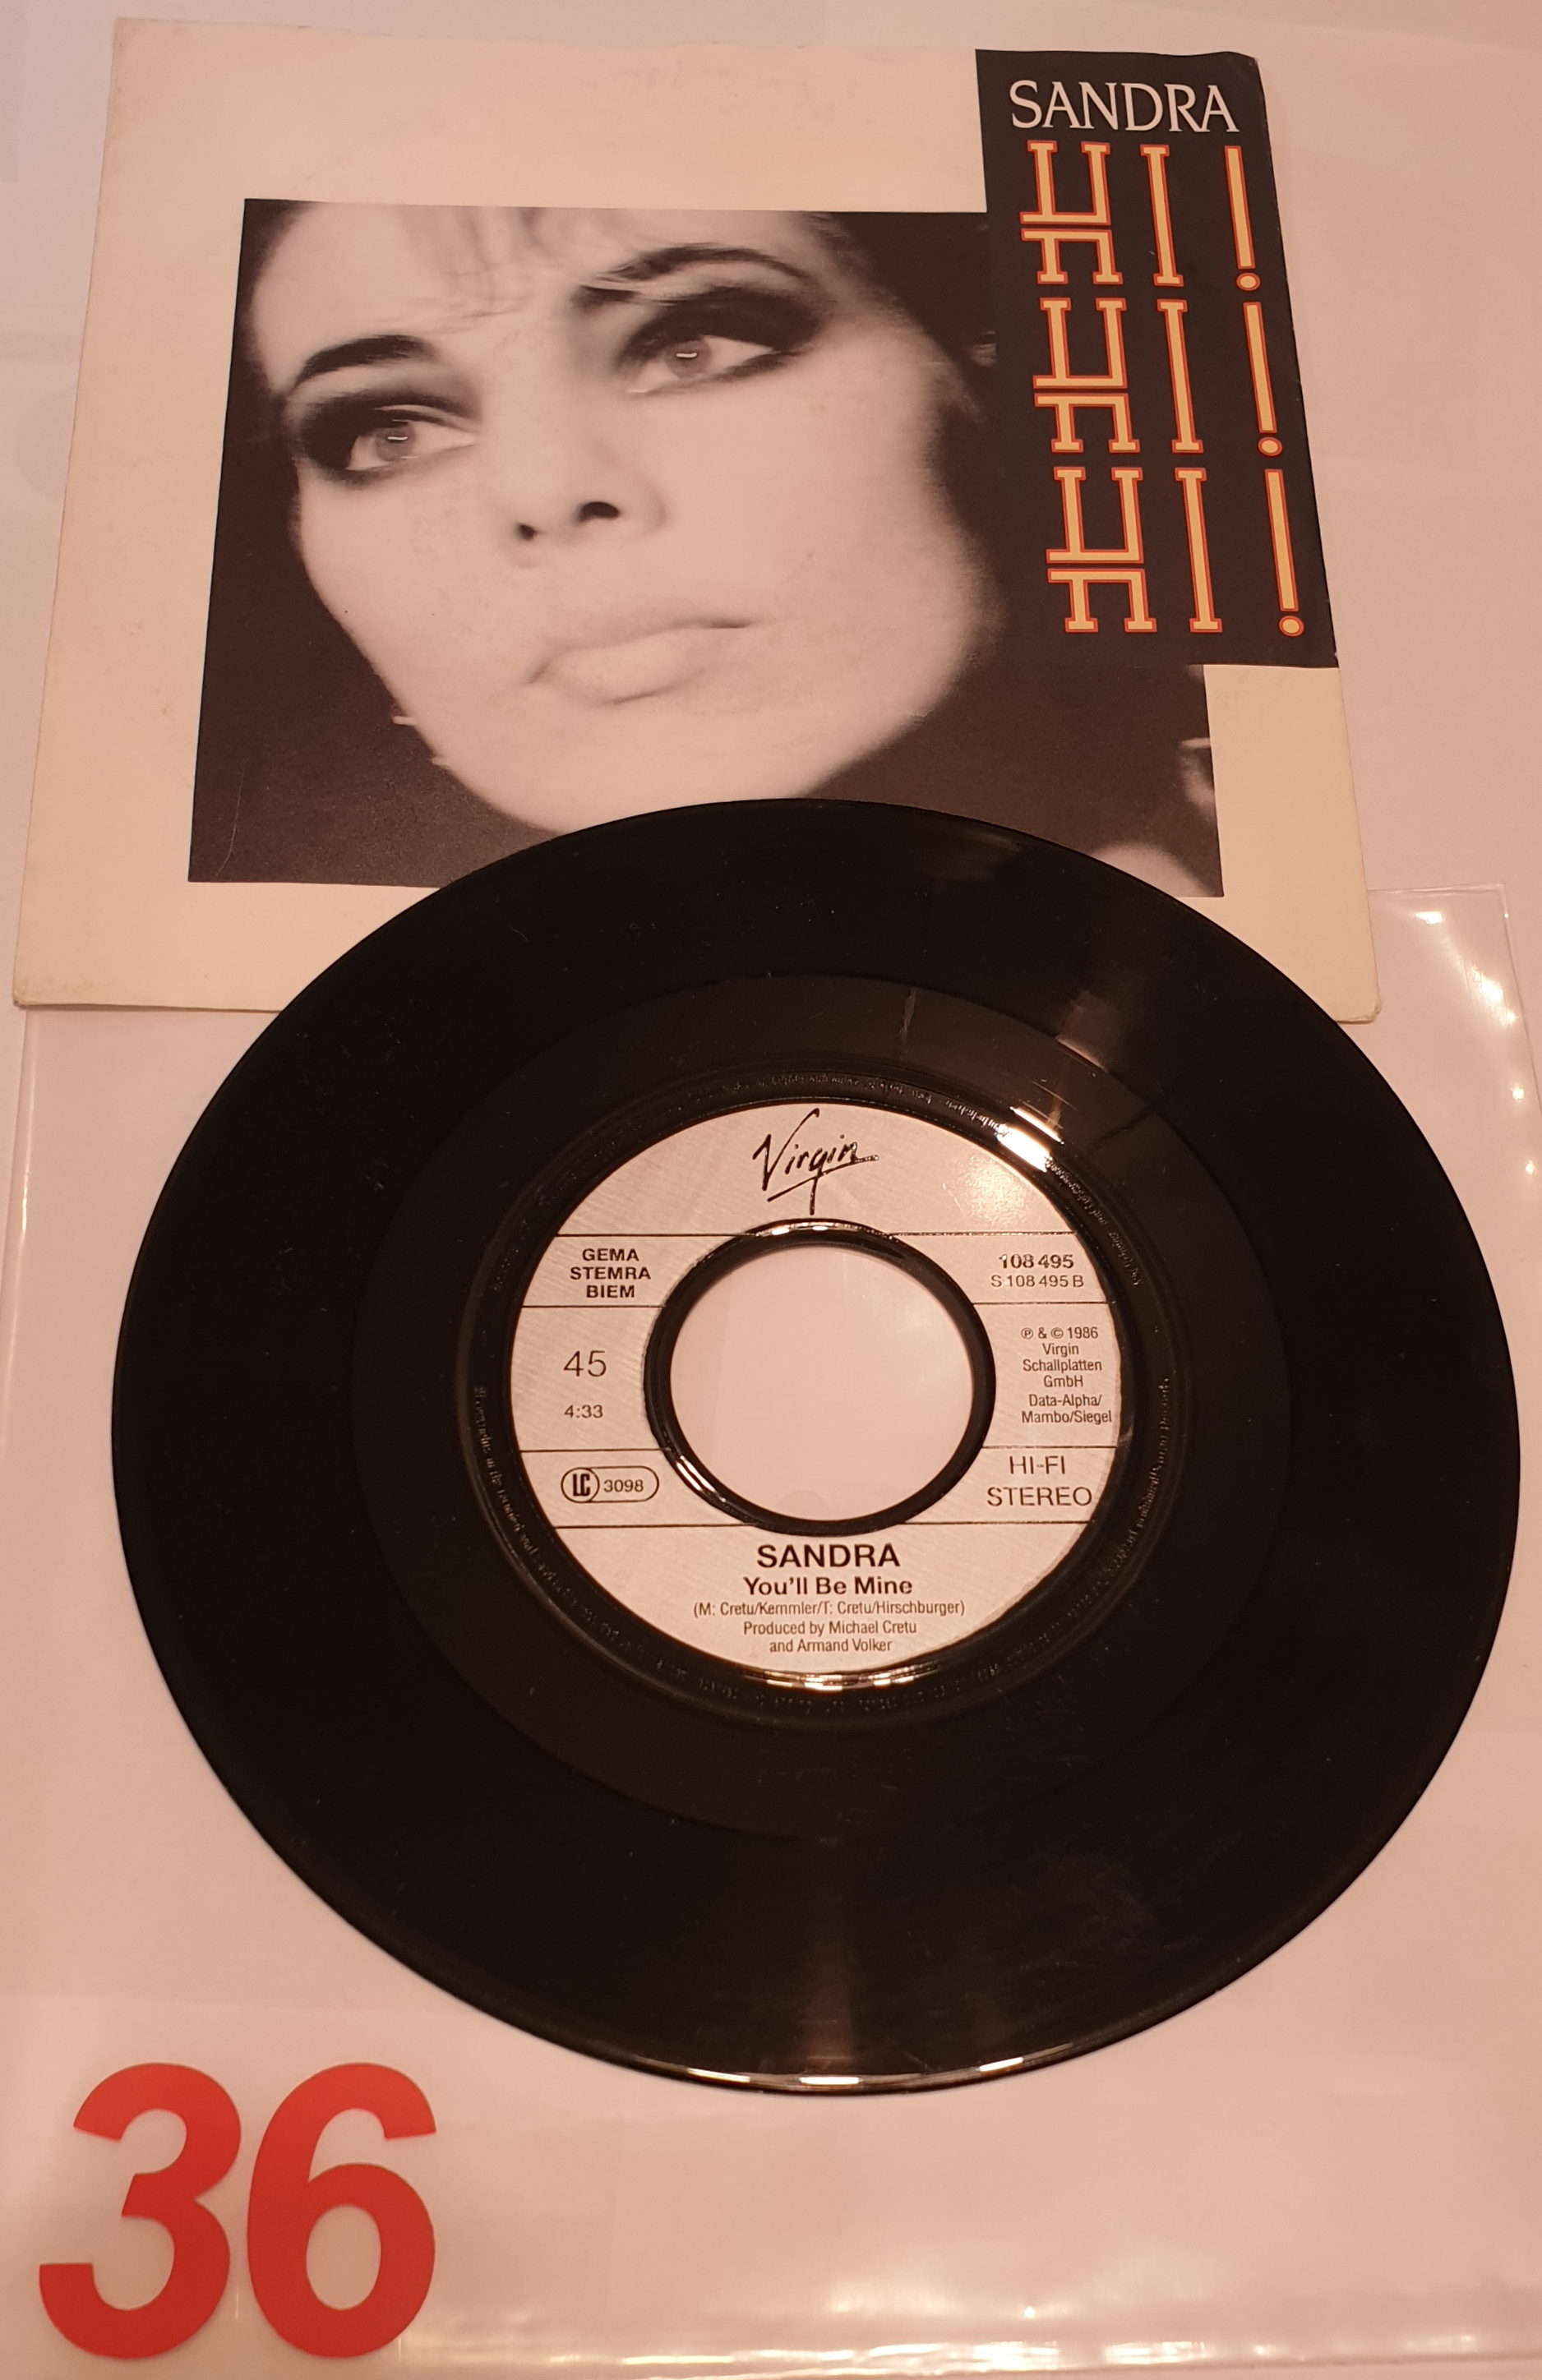 SANDRA
HI!
HI!
HI!
Virgin
GEMA
STEMRA
BIEM
108 495
S 108 495 B
45
4:33
℗ & © 1986
Virgin
Schallplatten
GmbH
Data-Alpha/
Mambo/Siegel
LC 3098
HI-FI
STEREO
SANDRA
You'll Be Mine
(M: Cretu/Kemmler/T: Cretu/Hirschburger)
Produced by Michael Cretu
and Armand Volker
36